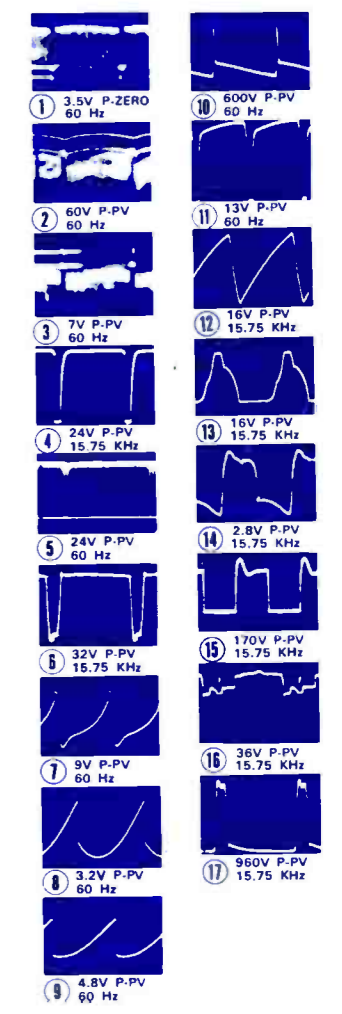 1 3.5V P-ZERO
60 Hz
2 60V P-PV
60 Hz
3 7V P-PV
60 Hz
4 24V P-PV
15.75 KHz
5 24V P-PV
60 Hz
6 32V P-PV
15.75 KHz
7 9V P-PV
60 Hz
8 3.2V P-PV
60 Hz
9 4.8V P-PV
60 Hz
10 600V P-PV
60 Hz
11 13V P-PV
60 Hz
12 16V P-PV
15.75 KHz
13 16V P-PV
15.75 KHz
14 2.8V P-PV
15.75 KHz
15 170V P-PV
15.75 KHz
16 36V P-PV
15.75 KHz
17 960V P-PV
15.75 KHz